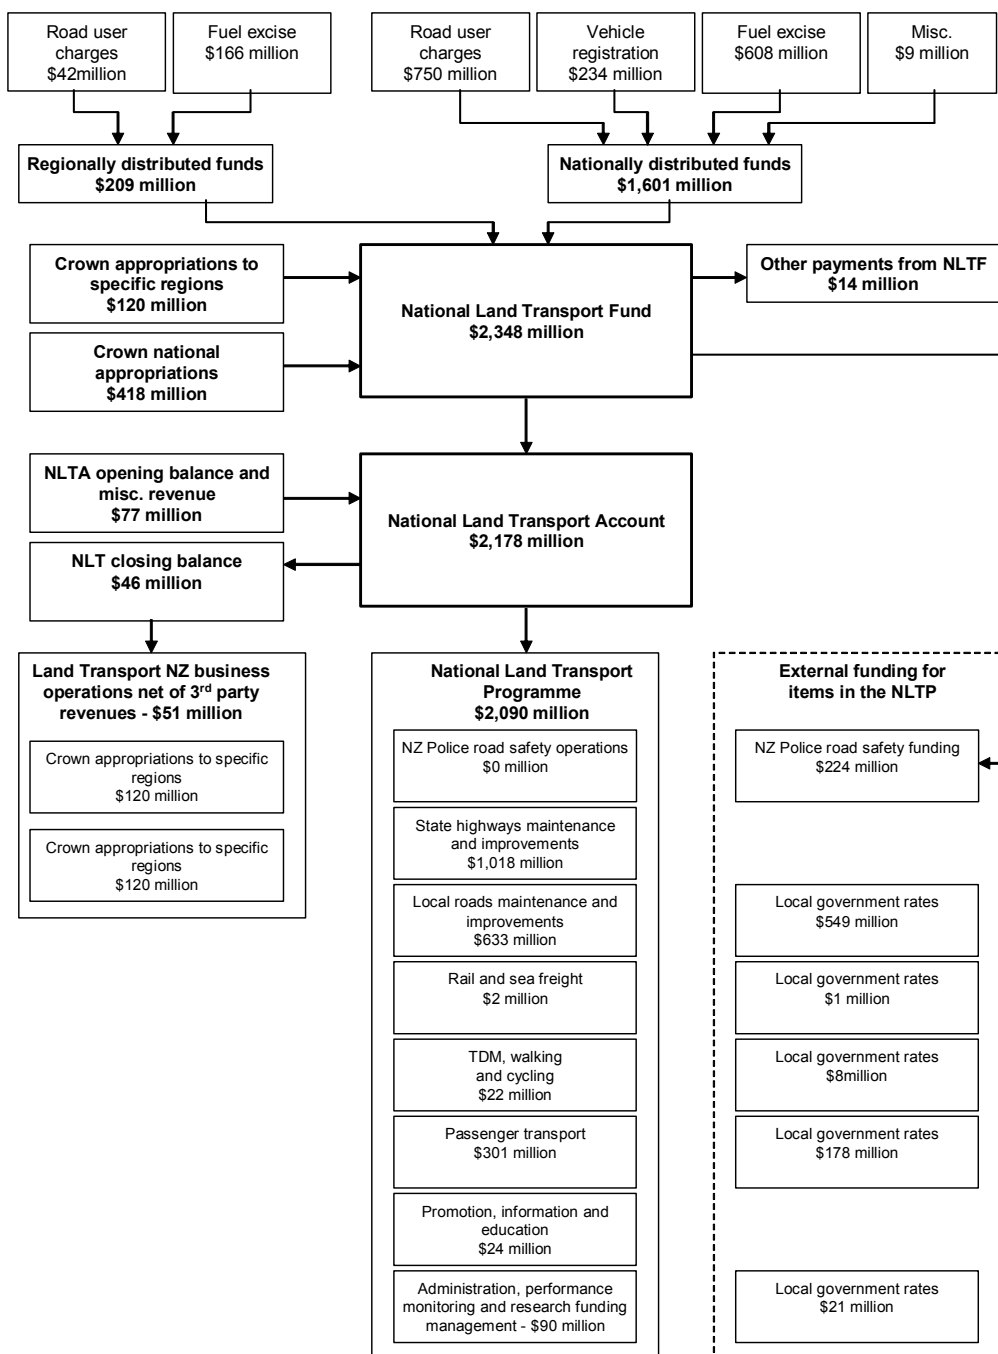 Road user
charges
$42million
Fuel excise
$166 million
Road user
charges
$750 million
Vehicle
registration
$234 million
Fuel excise
$608 million
Misc.
$9 million
Regionally distributed funds
$209 million
Nationally distributed funds
$1,601 million
Crown appropriations to
specific regions
$120 million
National Land Transport Fund
$2,348 million
Other payments from NLTF
$14 million
Crown national
appropriations
$418 million
NLTA opening balance and
misc. revenue
$77 million
National Land Transport Account
$2,178 million
NLT closing balance
$46 million
Land Transport NZ business
operations net of 3rd party
revenues - $51 million
Crown appropriations to specific
regions
$120 million
Crown appropriations to specific
regions
$120 million
National Land Transport
Programme
$2,090 million
NZ Police road safety operations
$0 million
State highways maintenance
and improvements
$1,018 million
Local roads maintenance and
improvements
$633 million
Rail and sea freight
$2 million
TDM, walking
and cycling
$22 million
Passenger transport
$301 million
Promotion, information and
education
$24 million
Administration, performance
monitoring and research funding
management - $90 million
External funding for
items in the NLTP
NZ Police road safety funding
$224 million
Local government rates
$549 million
Local government rates
$1 million
Local government rates
$8million
Local government rates
$178 million
Local government rates
$21 million